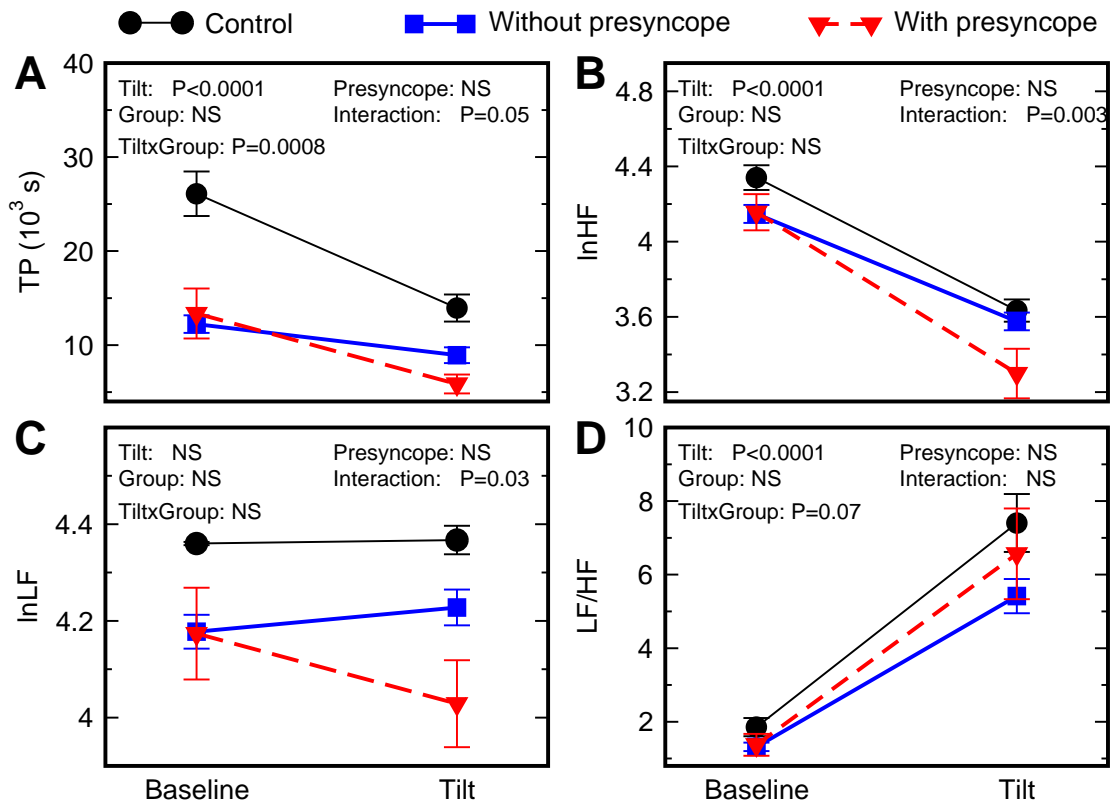 Control Without presyncope With presyncope
A
40
30
20
10
TP (10³ s)
Tilt: P<0.0001 Presyncope: NS
Group: NS Interaction: P=0.05
TiltxGroup: P=0.0008
B
4.8
4.4
4
3.6
3.2
lnHF
Tilt: P<0.0001 Presyncope: NS
Group: NS Interaction: P=0.003
TiltxGroup: NS
C
4.4
4.2
4
lnLF
Tilt: NS Presyncope: NS
Group: NS Interaction: P=0.03
TiltxGroup: NS
Baseline Tilt
D
10
8
6
4
2
LF/HF
Tilt: P<0.0001 Presyncope: NS
Group: NS Interaction: NS
TiltxGroup: P=0.07
Baseline Tilt